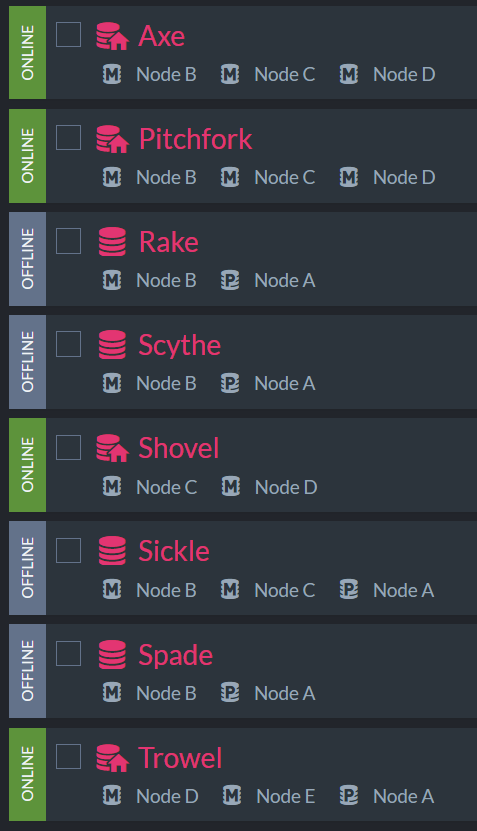 ONLINE
Axe
M Node B M Node C M Node D
ONLINE
Pitchfork
M Node B M Node C M Node D
OFFLINE
Rake
M Node B P Node A
OFFLINE
Scythe
M Node B P Node A
ONLINE
Shovel
M Node C M Node D
OFFLINE
Sickle
M Node B M Node C P Node A
OFFLINE
Spade
M Node B P Node A
ONLINE
Trowel
M Node D M Node E P Node A